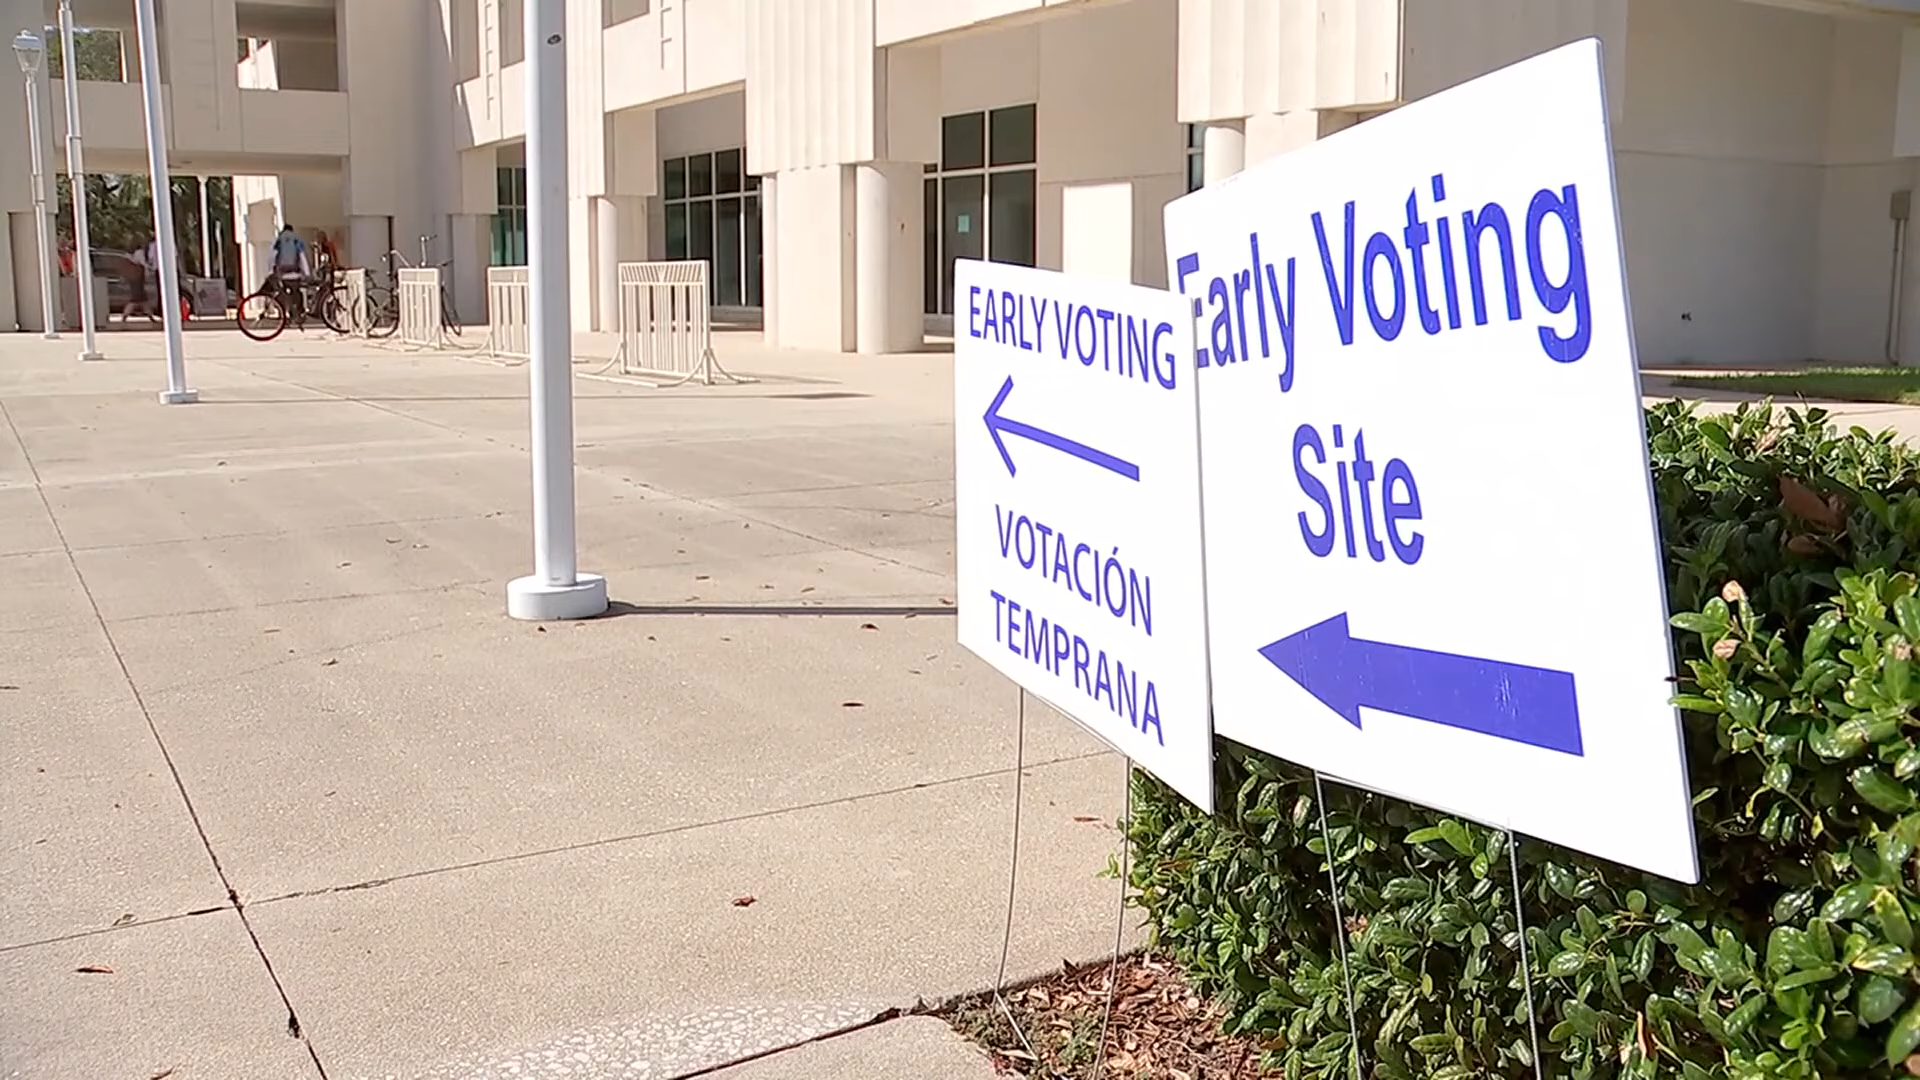 EARLY VOTING
VOTACIÓN
TEMPRANA
Early Voting
Site